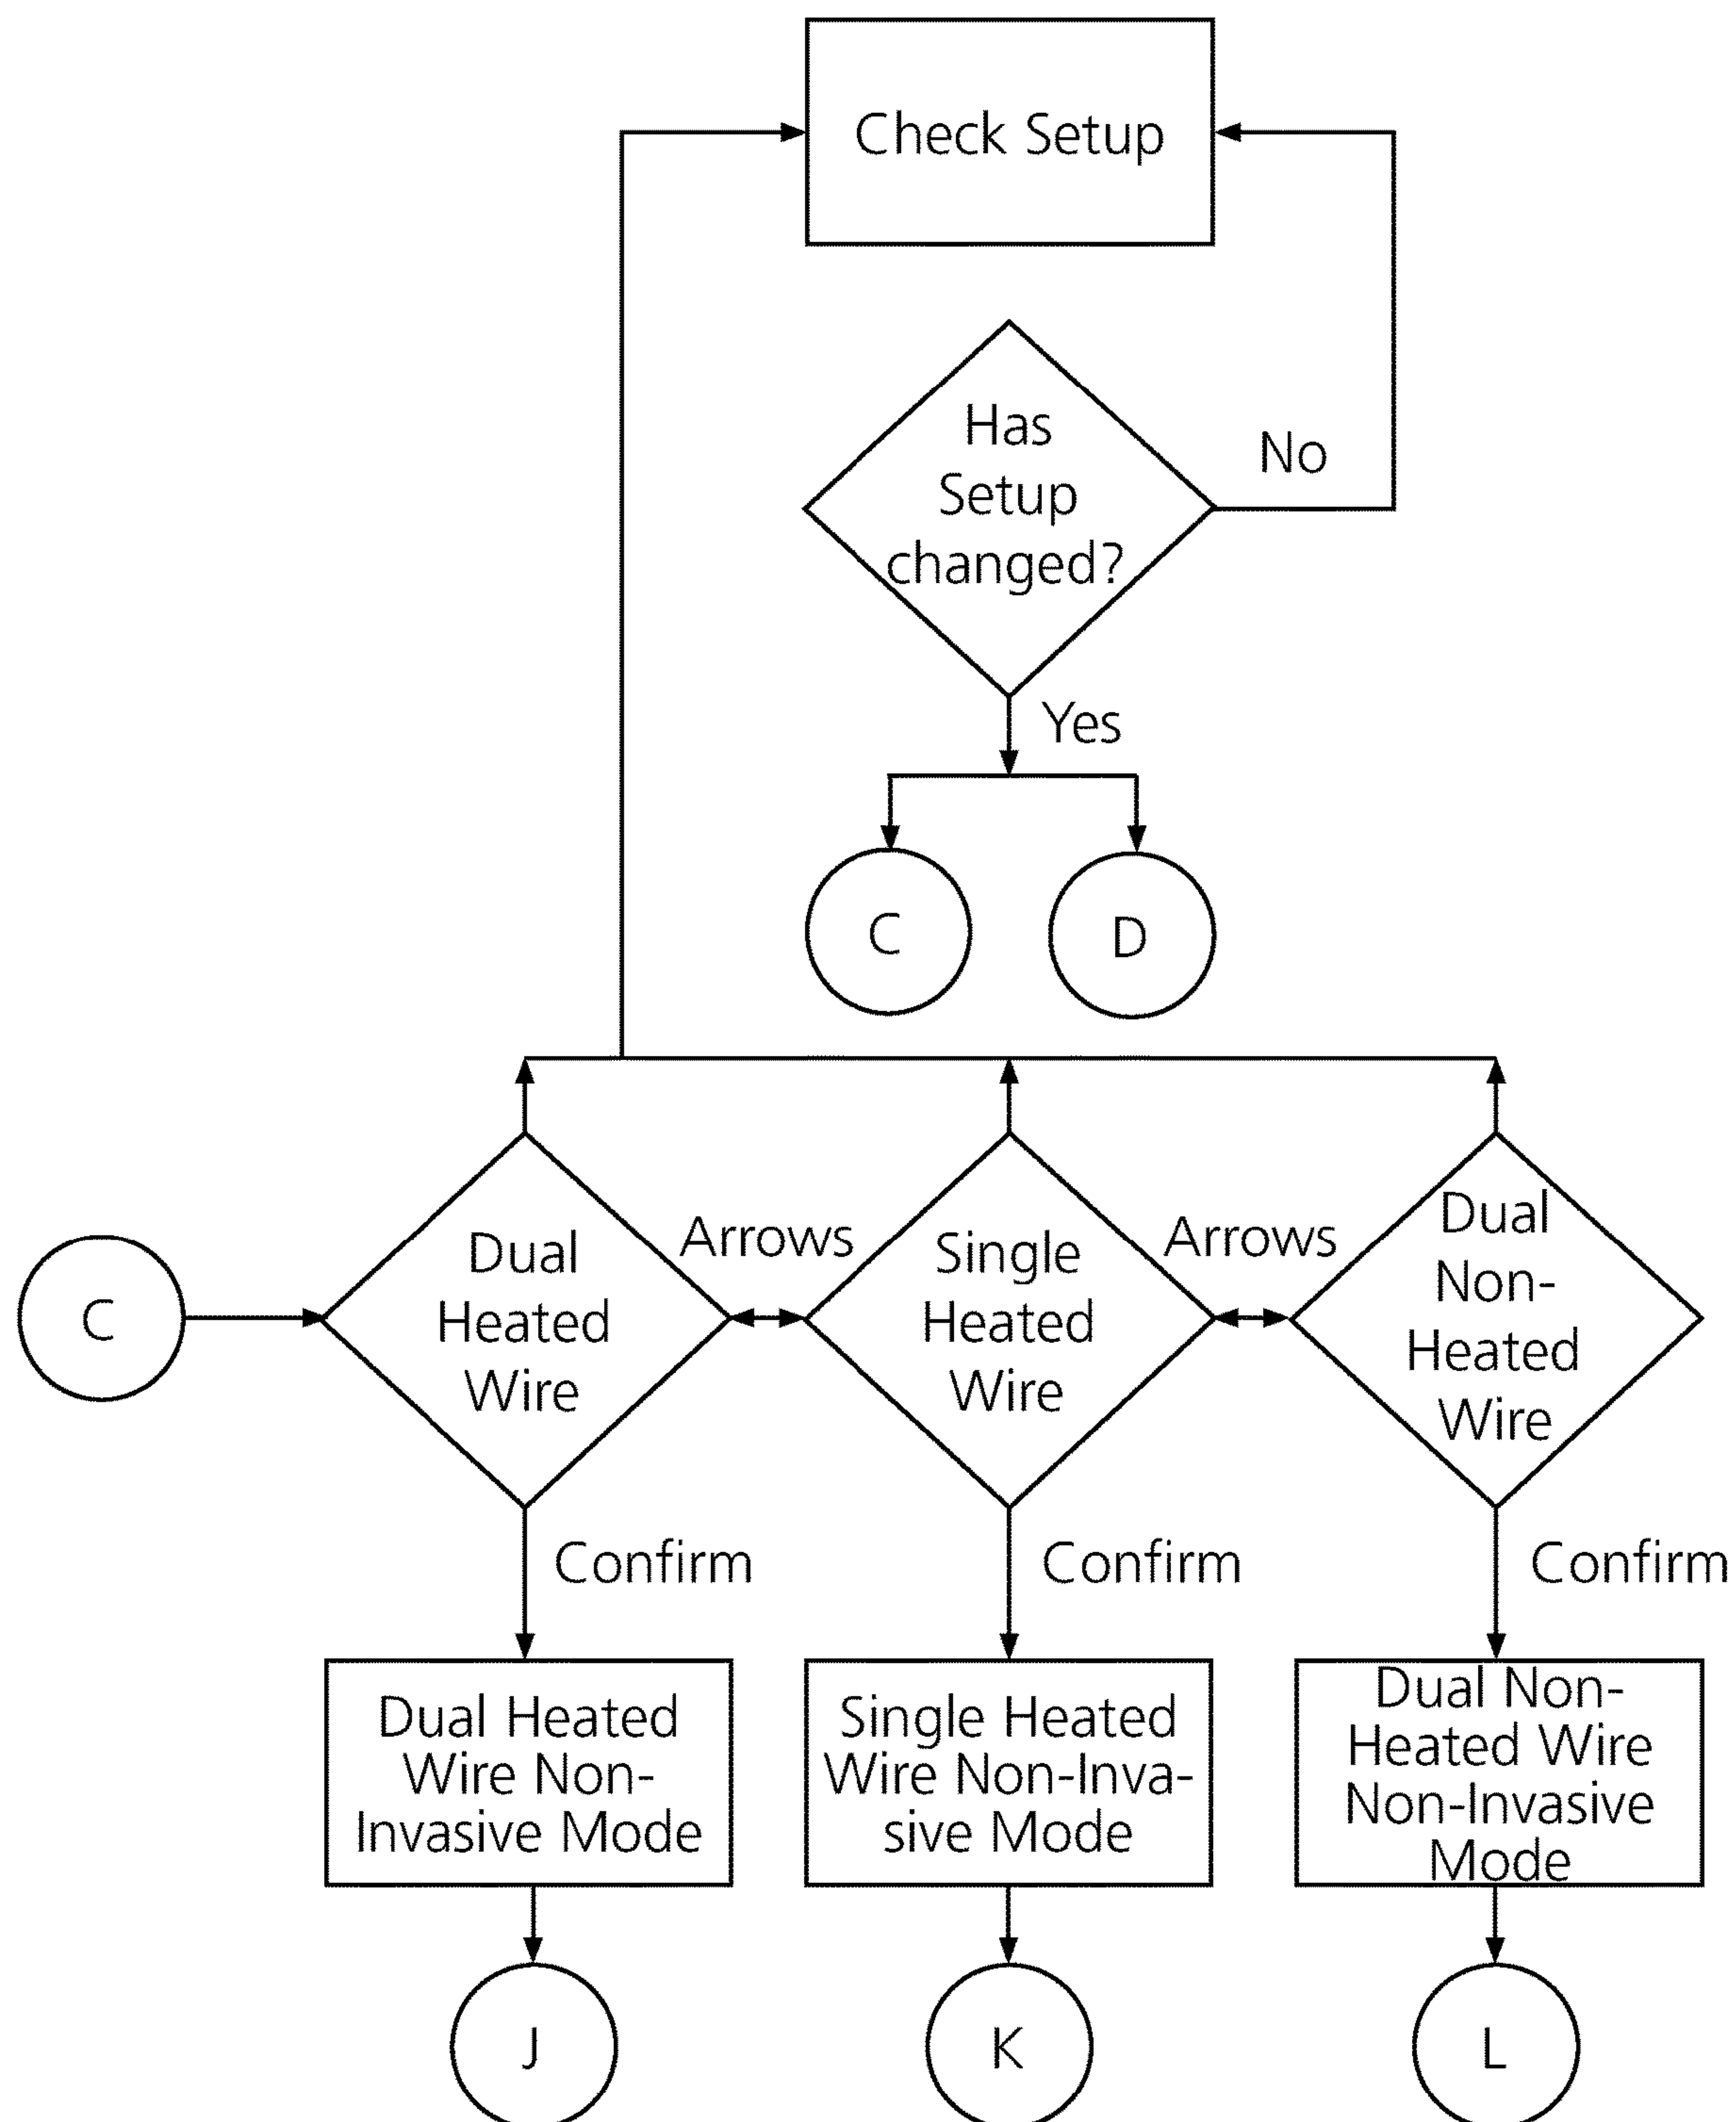 Check Setup
Has
Setup
changed?
No
Yes
C
D
C
Dual
Heated
Wire
Arrows
Single
Heated
Wire
Arrows
Dual
Non-
Heated
Wire
Confirm
Confirm
Confirm
Dual Heated
Wire Non-
Invasive Mode
Single Heated
Wire Non-Inva-
sive Mode
Dual Non-
Heated Wire
Non-Invasive
Mode
J
K
L